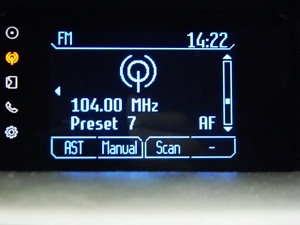 FM 14:22
104.00 MHz
Preset 7 AF
AST Manual Scan -